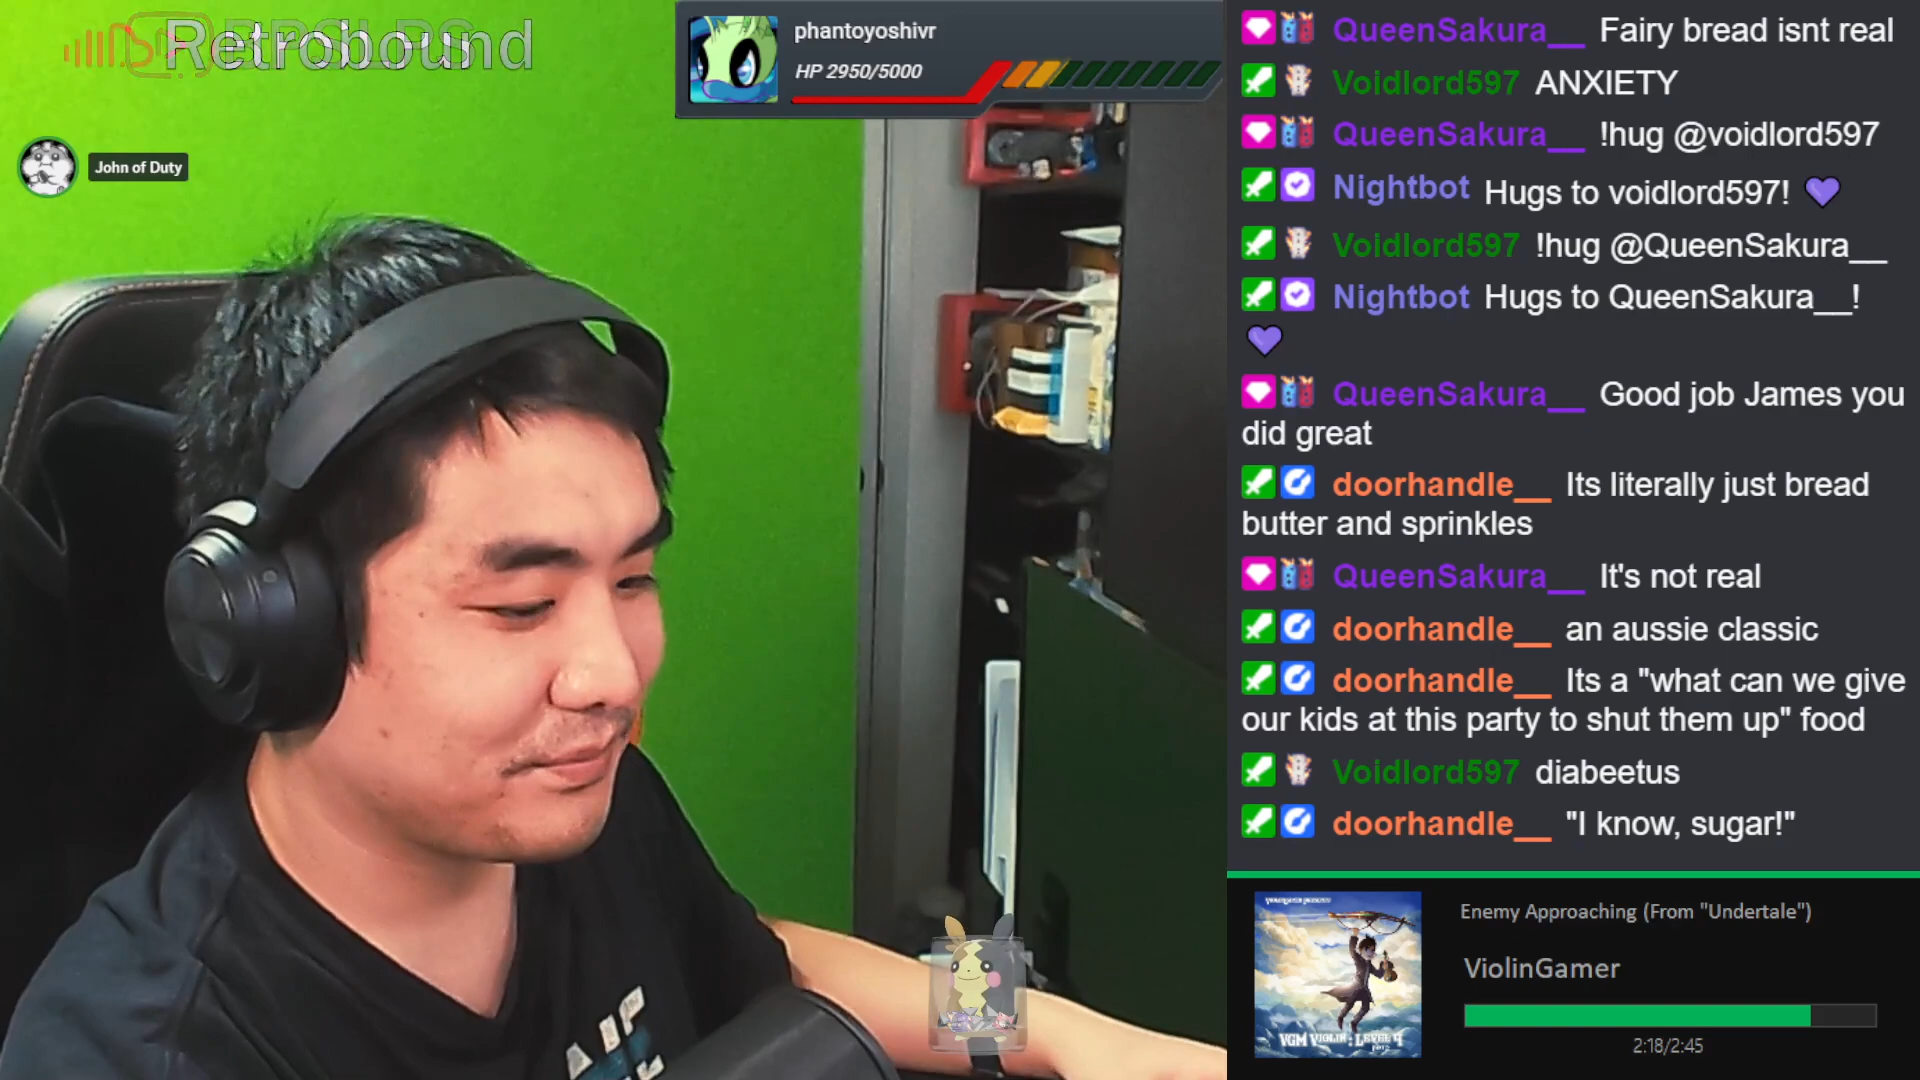 Retrobound
phantoyoshivr
HP 2950/5000
John of Duty
QueenSakura__ Fairy bread isnt real
Voidlord597 ANXIETY
QueenSakura__ !hug @voidlord597
Nightbot Hugs to voidlord597! 💜
Voidlord597 !hug @QueenSakura__
Nightbot Hugs to QueenSakura__!
💜
QueenSakura__ Good job James you
did great
doorhandle__ Its literally just bread
butter and sprinkles
QueenSakura__ It's not real
doorhandle__ an aussie classic
doorhandle__ Its a "what can we give
our kids at this party to shut them up" food
Voidlord597 diabeetus
doorhandle__ "I know, sugar!"
Enemy Approaching (From "Undertale")
ViolinGamer
2:18/2:45
VGM VIOLIN: LEVEL 4